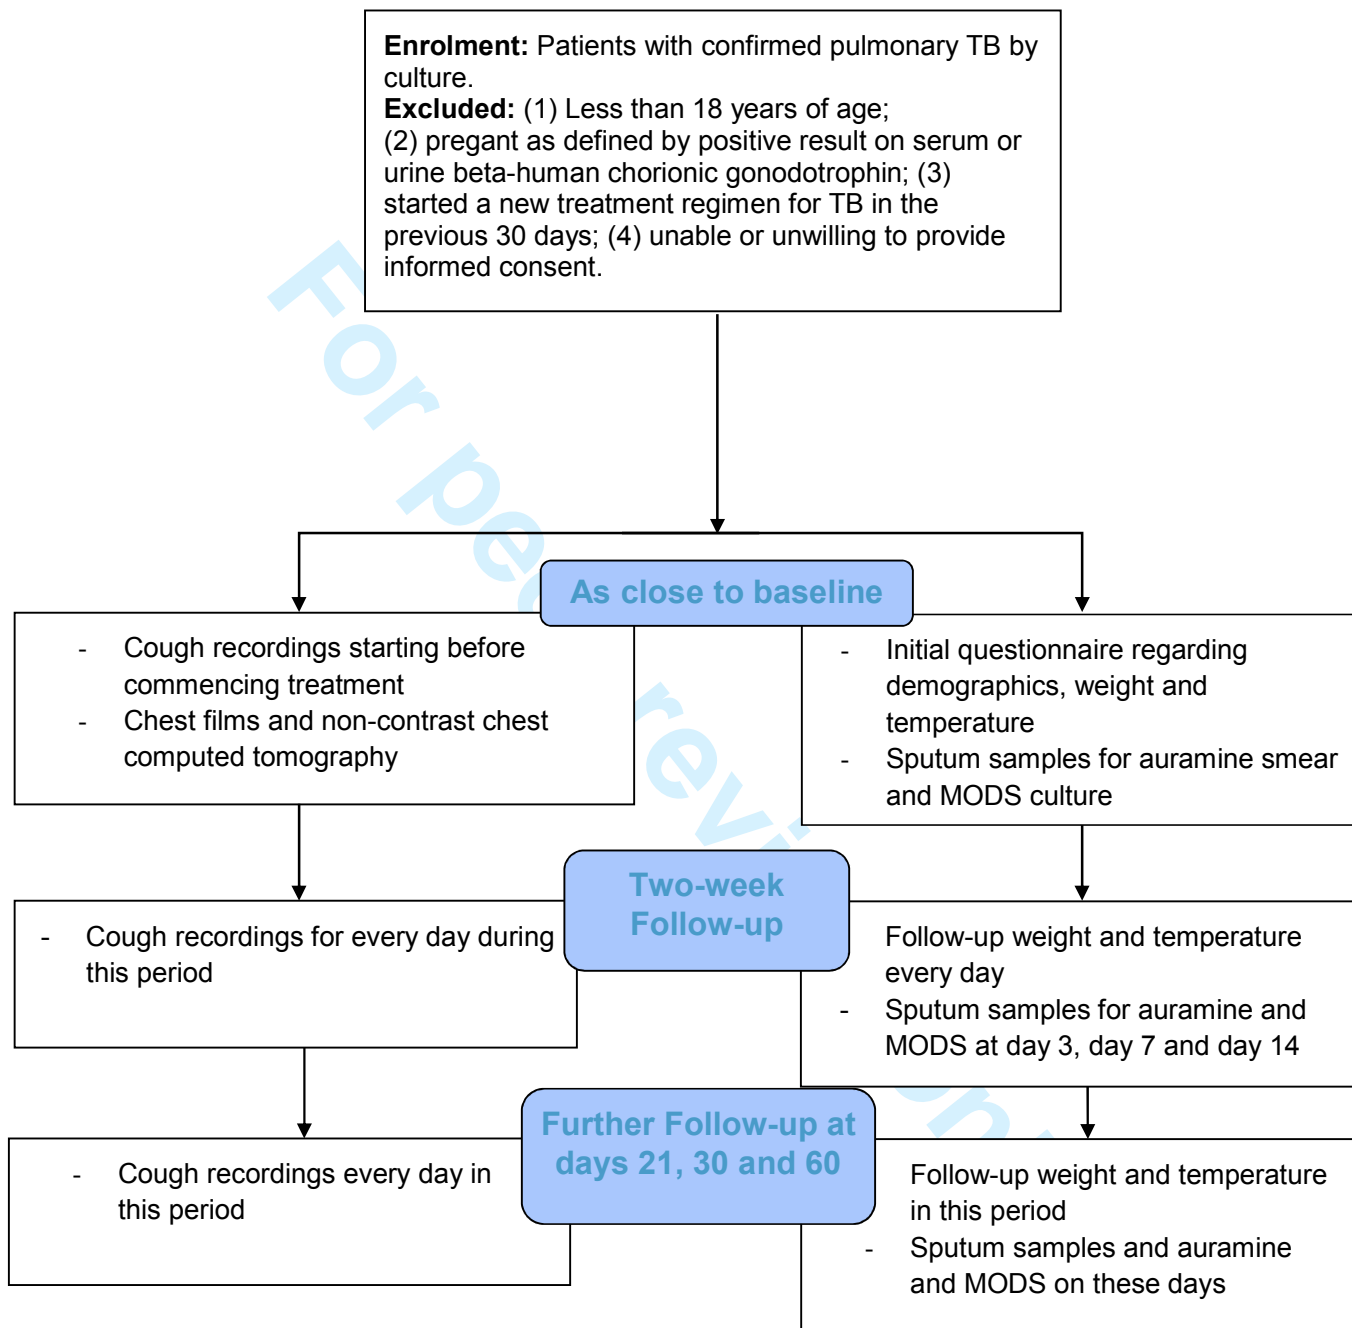 Enrolment: Patients with confirmed pulmonary TB by
culture.
Excluded: (1) Less than 18 years of age;
(2) pregant as defined by positive result on serum or
urine beta-human chorionic gonodotrophin; (3)
started a new treatment regimen for TB in the
previous 30 days; (4) unable or unwilling to provide
informed consent.
As close to baseline
- Cough recordings starting before
commencing treatment
- Chest films and non-contrast chest
computed tomography
- Initial questionnaire regarding
demographics, weight and
temperature
- Sputum samples for auramine smear
and MODS culture
Two-week
Follow-up
- Cough recordings for every day during
this period
Follow-up weight and temperature
every day
- Sputum samples for auramine and
MODS at day 3, day 7 and day 14
Further Follow-up at
days 21, 30 and 60
- Cough recordings every day in
this period
Follow-up weight and temperature
in this period
- Sputum samples and auramine
and MODS on these days
For pee
revi
on